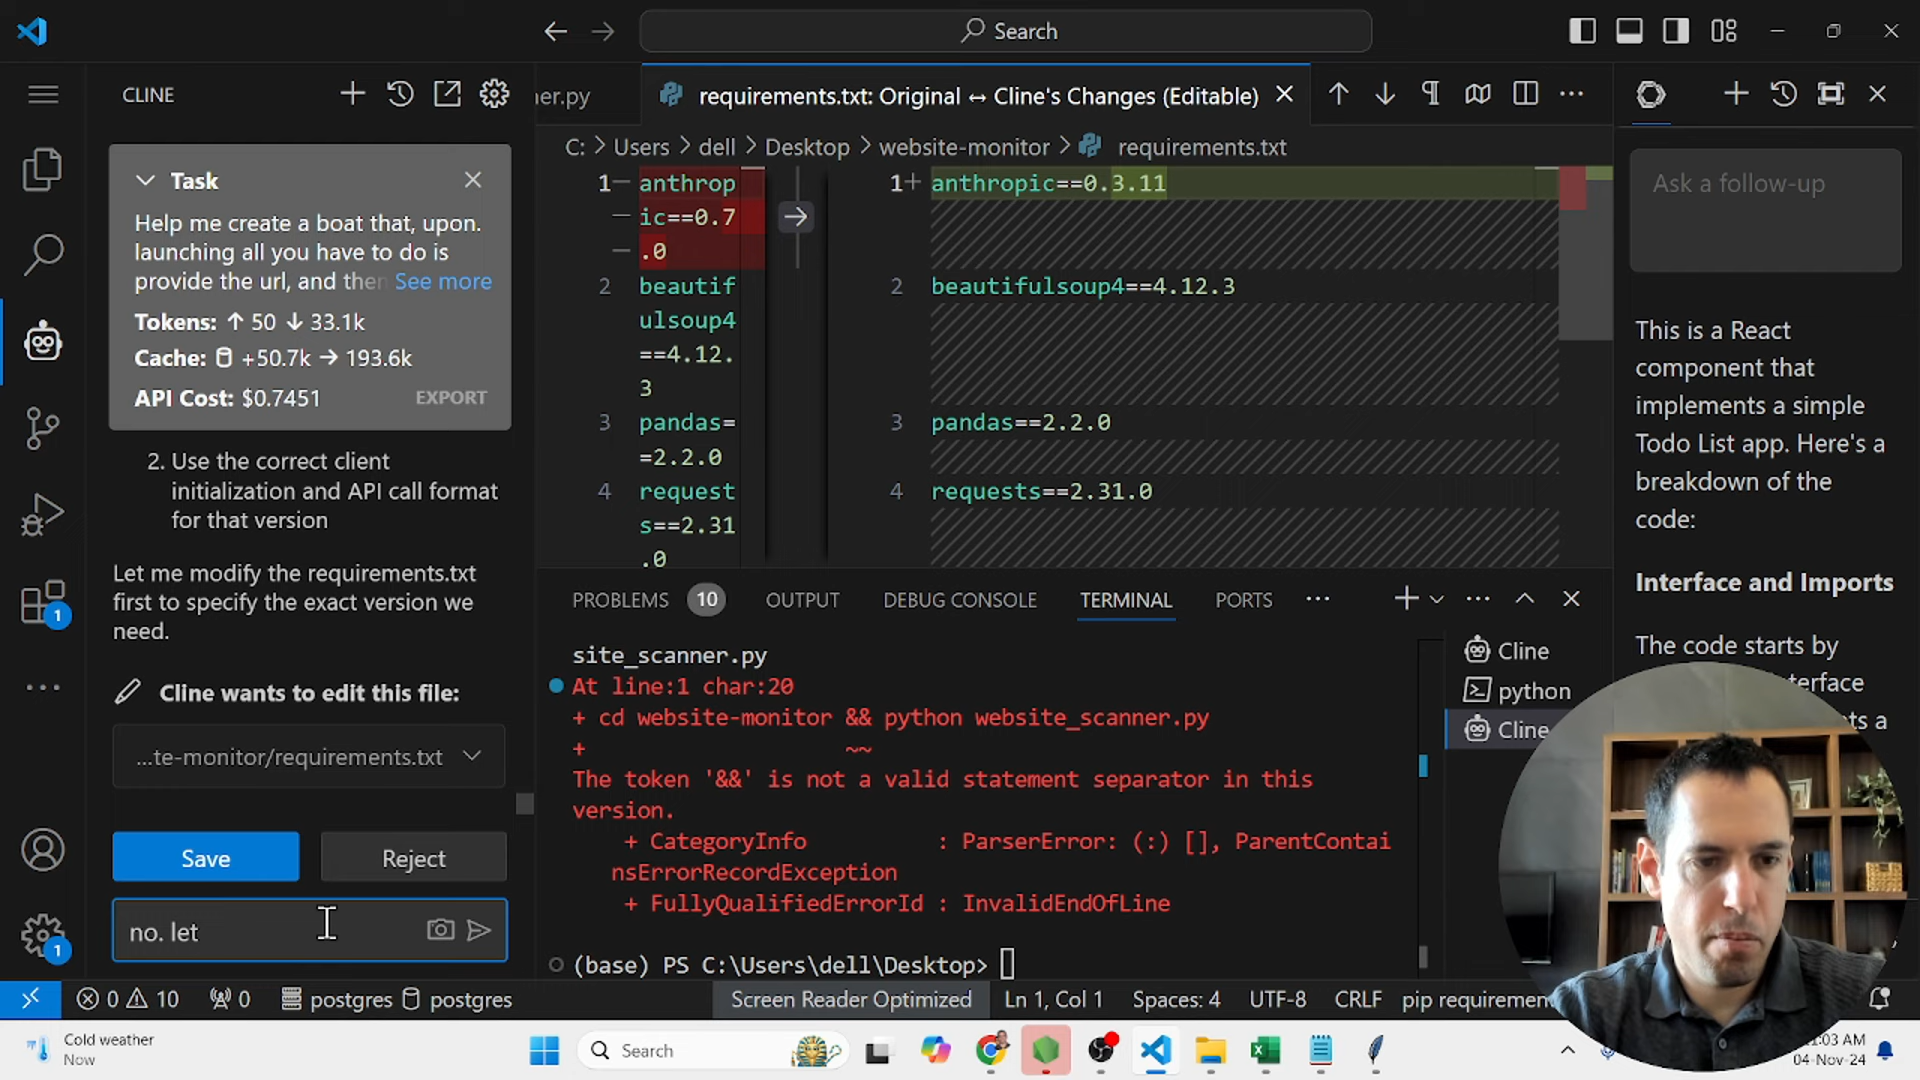 Search
CLINE
Task
Help me create a boat that, upon.
launching all you have to do is
provide the url, and then See more
Tokens: ↑ 50 ↓ 33.1k
Cache: +50.7k → 193.6k
API Cost: $0.7451 EXPORT
2. Use the correct client
initialization and API call format
for that version
Let me modify the requirements.txt
first to specify the exact version we
need.
Cline wants to edit this file:
...te-monitor/requirements.txt
Save Reject
no. let
ner.py
requirements.txt: Original ↔ Cline's Changes (Editable)
C: > Users > dell > Desktop > website-monitor > requirements.txt
1 anthrop
ic==0.7
.0
2 beautif
ulsoup4
==4.12.
3
3 pandas=
=2.2.0
4 request
s==2.31
.0
1+ anthropic==0.3.11
2 beautifulsoup4==4.12.3
3 pandas==2.2.0
4 requests==2.31.0
PROBLEMS 10 OUTPUT DEBUG CONSOLE TERMINAL PORTS
site_scanner.py
At line:1 char:20
+ cd website-monitor && python website_scanner.py
+ ~~
The token '&&' is not a valid statement separator in this
version.
+ CategoryInfo : ParserError: (:) [], ParentContai
nsErrorRecordException
+ FullyQualifiedErrorId : InvalidEndOfLine
(base) PS C:\Users\dell\Desktop>
Cline
python
Cline
Ask a follow-up
This is a React
component that
implements a simple
Todo List app. Here's a
breakdown of the
code:
Interface and Imports
The code starts by
1
1
0 10 0 postgres postgres Screen Reader Optimized Ln 1, Col 1 Spaces: 4 UTF-8 CRLF pip
Cold weather
Now
Search
04-Nov-24